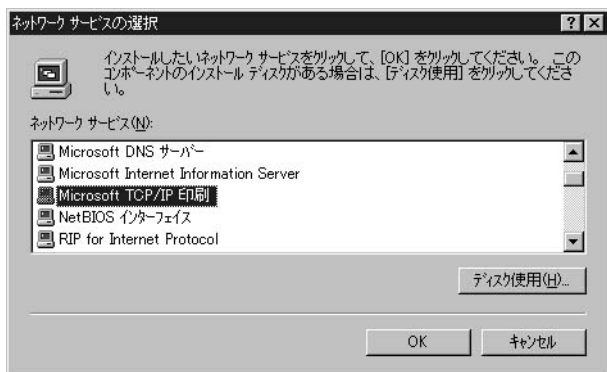 ネットワーク サービスの選択
インストールしたいネットワーク サービスをクリックして、[OK] をクリックしてください。 この
コンポーネントのインストール ディスクがある場合は、[ディスク使用] をクリックしてくださ
い。
ネットワーク サービス(N):
Microsoft DNS サーバー
Microsoft Internet Information Server
Microsoft TCP/IP 印刷
NetBIOS インターフェイス
RIP for Internet Protocol
ディスク使用(H)...
OK
キャンセル